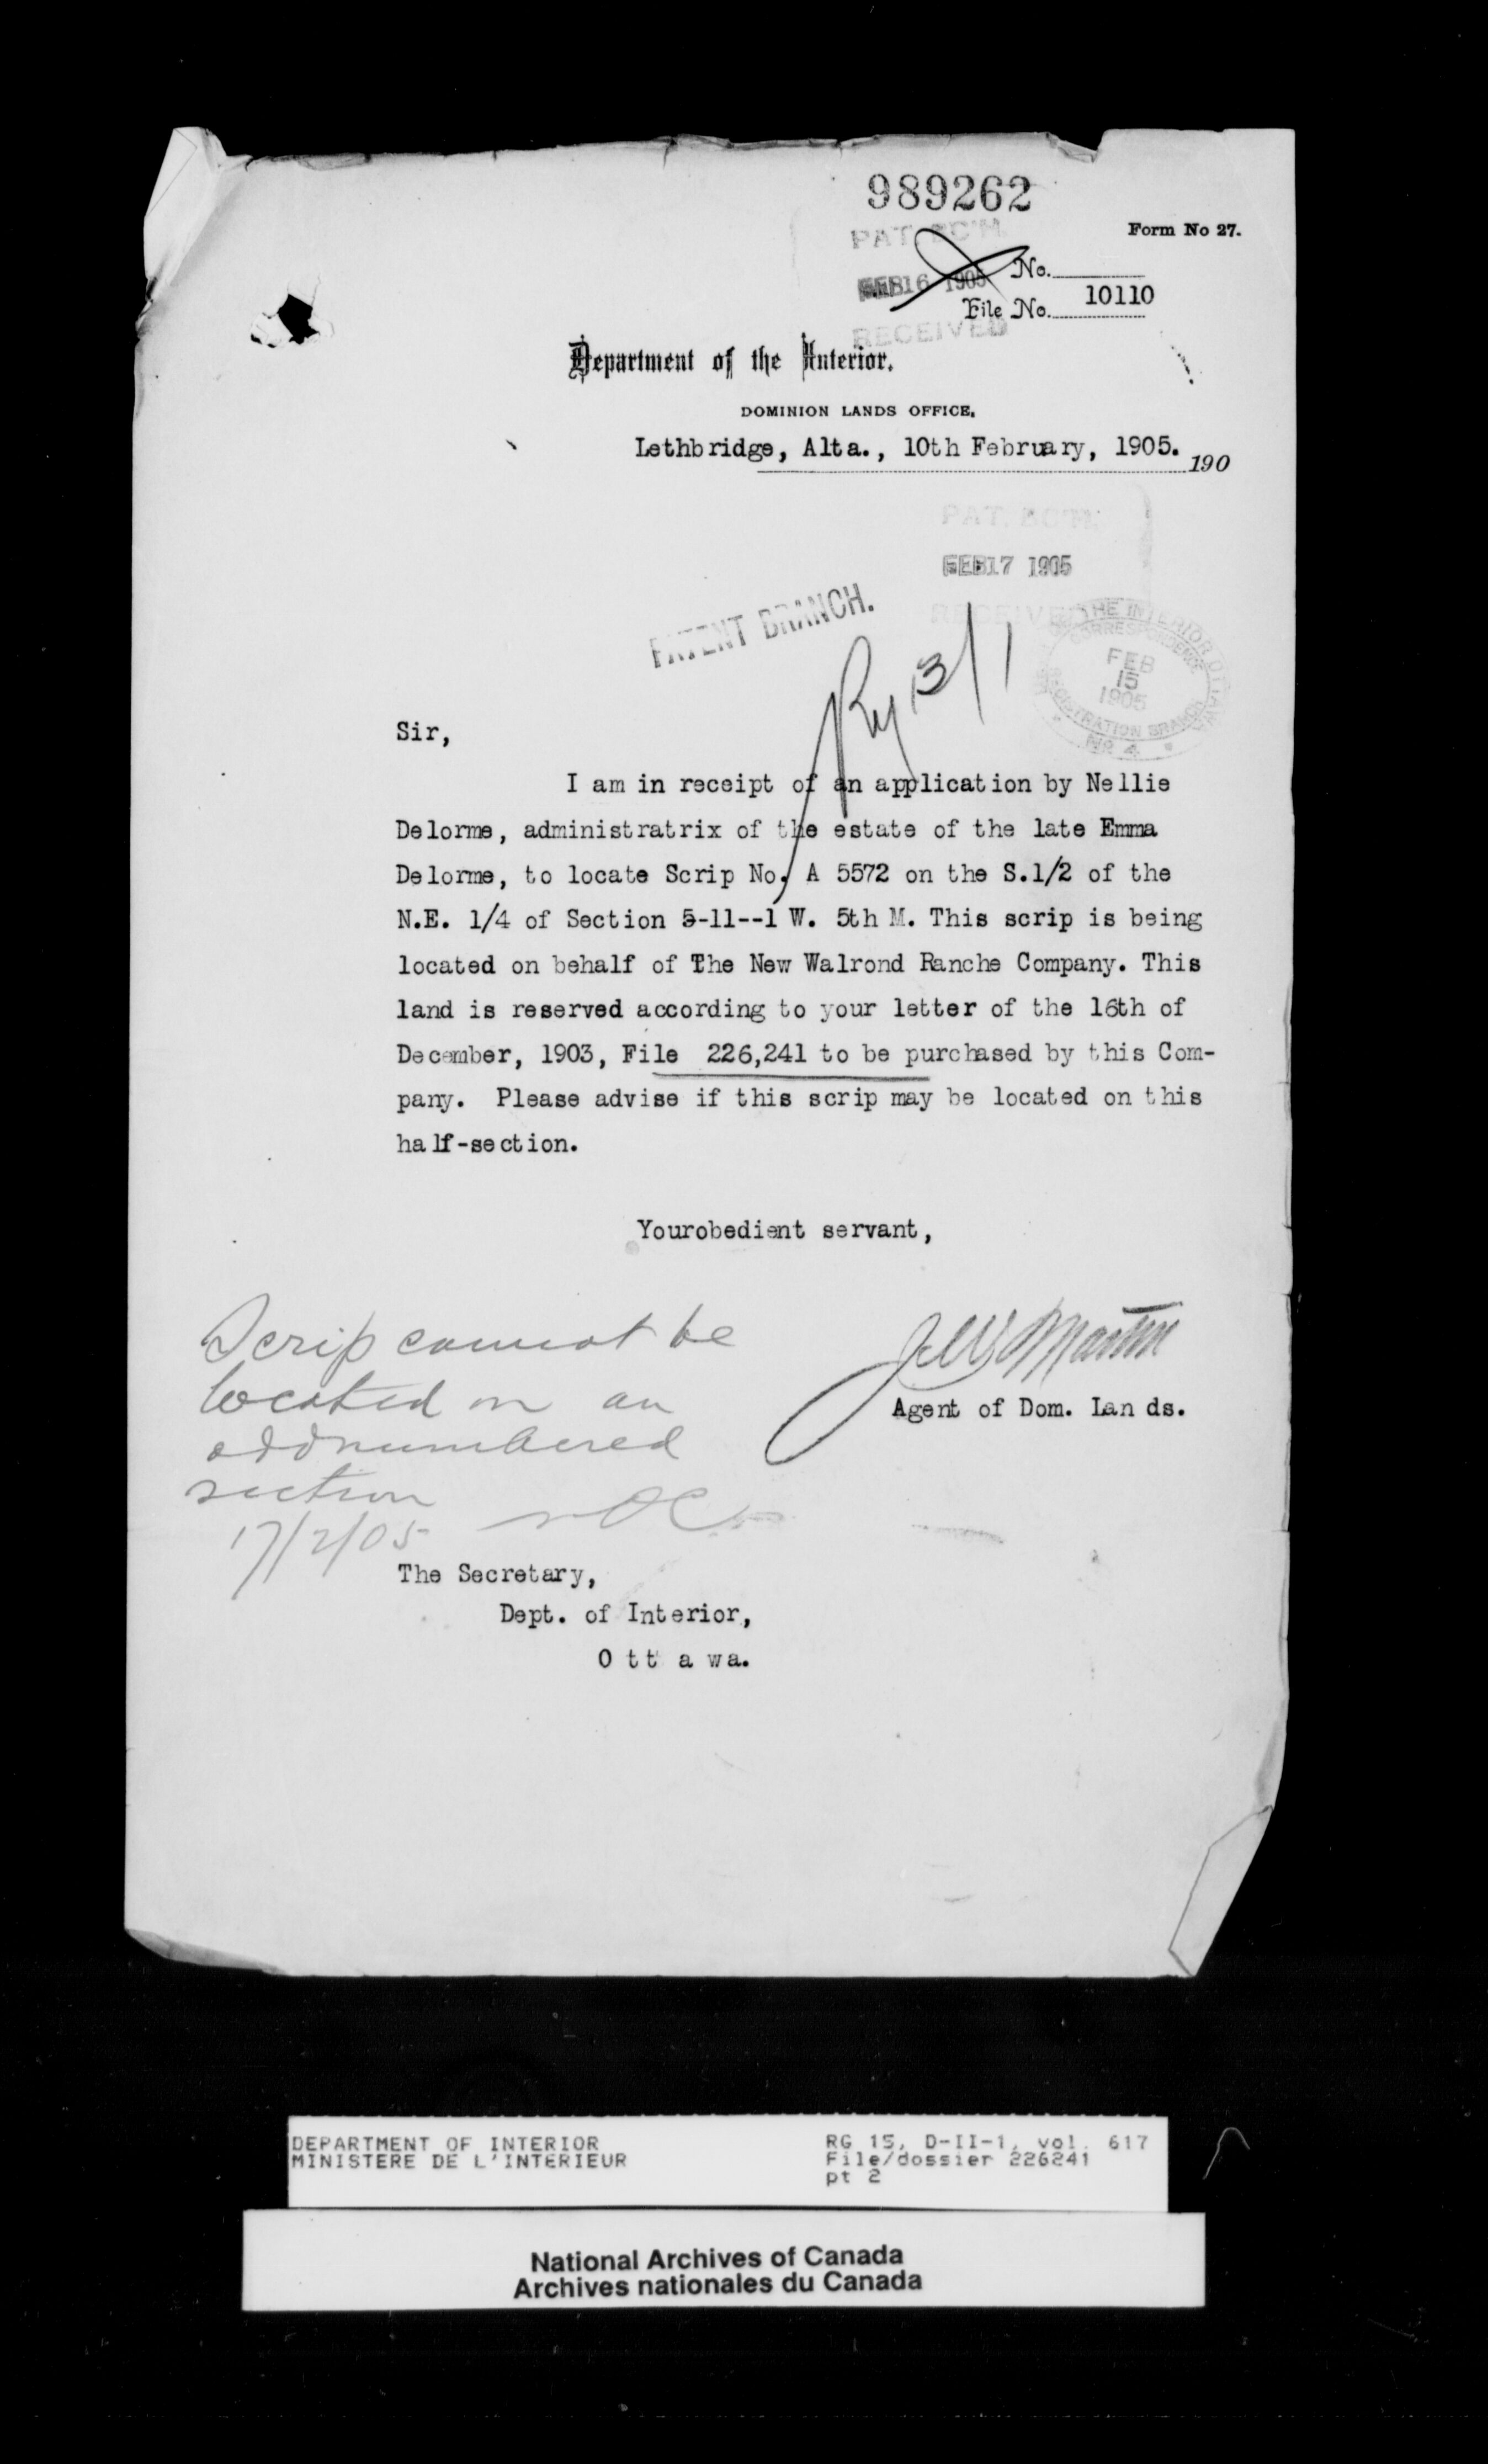 989262
PAT. EC'M.
Form No 27.
FEB 16 1905
No.
File No. 10110
RECEIVED
Department of the Interior.
DOMINION LANDS OFFICE,
Lethbridge, Alta., 10th February, 1905. 190
PAT. EC'M.
FEB 17 1905
RECEIVED
PATENT BRANCH.
THE INTERIOR OTTAWA
CORRESPONDENCE
FEB
15
1905
REGISTRATION BRANCH
No 4
Sir,
I am in receipt of an application by Nellie
Delorme, administratrix of the estate of the late Emma
Delorme, to locate Scrip No. A 5572 on the S.1/2 of the
N.E. 1/4 of Section 5-11--1 W. 5th M. This scrip is being
located on behalf of The New Walrond Ranche Company. This
land is reserved according to your letter of the 16th of
December, 1903, File 226,241 to be purchased by this Com-
pany. Please advise if this scrip may be located on this
half-section.
Yourobedient servant,
Scrip cannot be
located on an
odd numbered
section
17/2/05
Martin
Agent of Dom. Lands.
The Secretary,
Dept. of Interior,
O t t a w a.
DEPARTMENT OF INTERIOR
MINISTERE DE L'INTERIEUR
RG 15, D-II-1, vol. 617
File/dossier 226241
pt 2
National Archives of Canada
Archives nationales du Canada